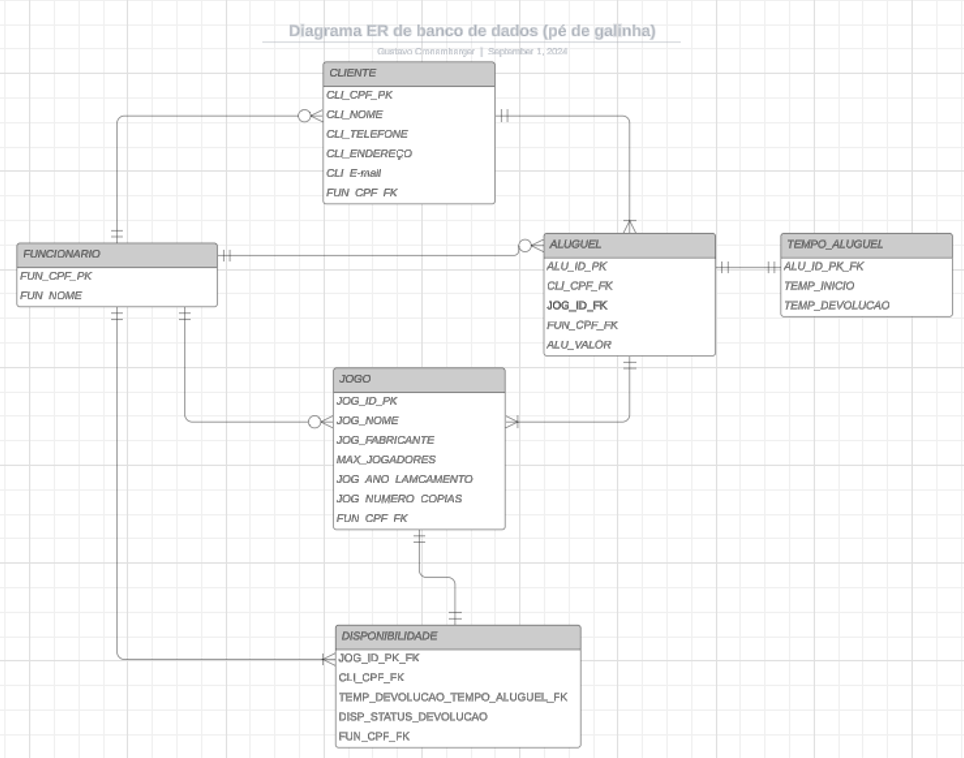 Diagrama ER de banco de dados (pé de galinha)
Gustavo | September 1, 2024
CLIENTE
CLI_CPF_PK
CLI_NOME
CLI_TELEFONE
CLI_ENDEREÇO
CLI_E-mail
FUN_CPF_FK
FUNCIONARIO
FUN_CPF_PK
FUN_NOME
ALUGUEL
ALU_ID_PK
CLI_CPF_FK
JOG_ID_FK
FUN_CPF_FK
ALU_VALOR
TEMPO_ALUGUEL
ALU_ID_PK_FK
TEMP_INICIO
TEMP_DEVOLUCAO
JOGO
JOG_ID_PK
JOG_NOME
JOG_FABRICANTE
MAX_JOGADORES
JOG_ANO_LAMCAMENTO
JOG_NUMERO_COPIAS
FUN_CPF_FK
DISPONIBILIDADE
JOG_ID_PK_FK
CLI_CPF_FK
TEMP_DEVOLUCAO_TEMPO_ALUGUEL_FK
DISP_STATUS_DEVOLUCAO
FUN_CPF_FK